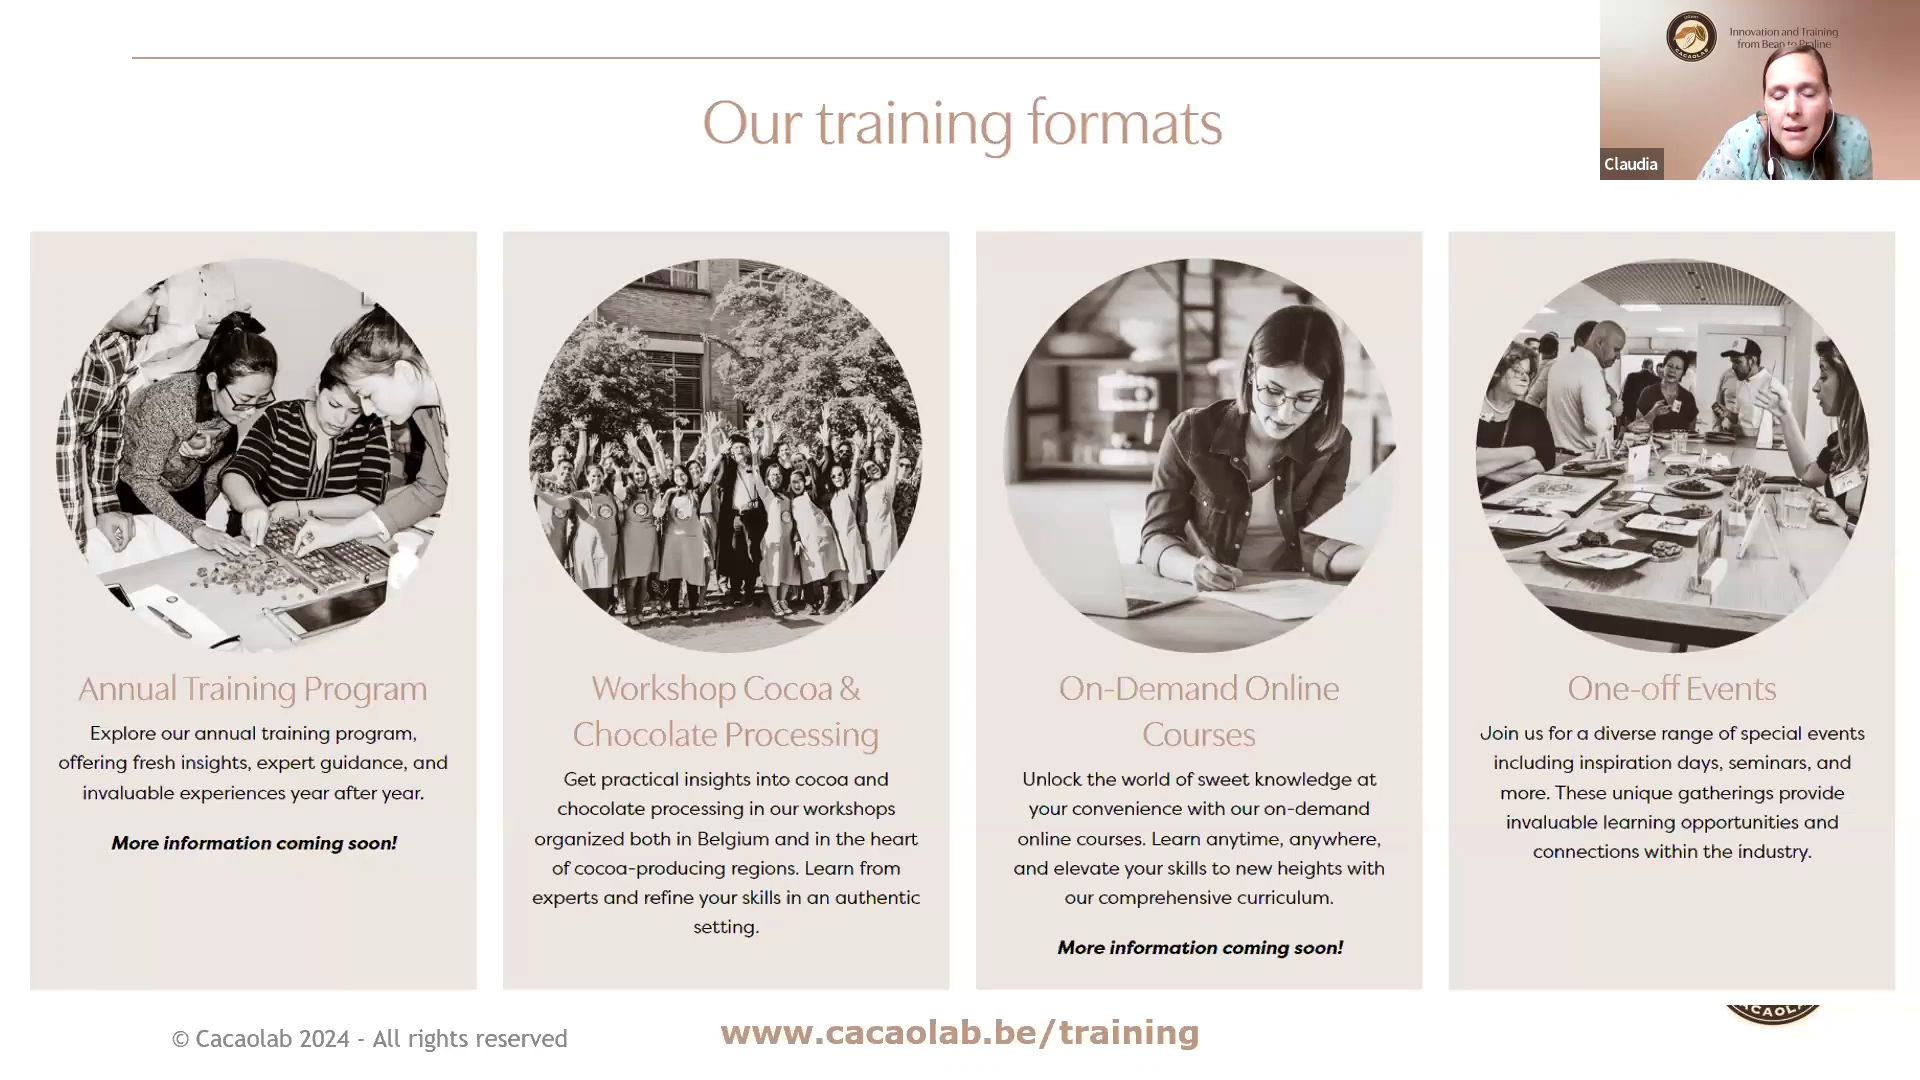 Innovation and Training
from Bean to Praline
CACAOLAB
Claudia
Our training formats
Annual Training Program
Explore our annual training program,
offering fresh insights, expert guidance, and
invaluable experiences year after year.
More information coming soon!
Workshop Cocoa &
Chocolate Processing
Get practical insights into cocoa and
chocolate processing in our workshops
organized both in Belgium and in the heart
of cocoa-producing regions. Learn from
experts and refine your skills in an authentic
setting.
On-Demand Online
Courses
Unlock the world of sweet knowledge at
your convenience with our on-demand
online courses. Learn anytime, anywhere,
and elevate your skills to new heights with
our comprehensive curriculum.
More information coming soon!
One-off Events
Join us for a diverse range of special events
including inspiration days, seminars, and
more. These unique gatherings provide
invaluable learning opportunities and
connections within the industry.
© Cacaolab 2024 - All rights reserved
www.cacaolab.be/training